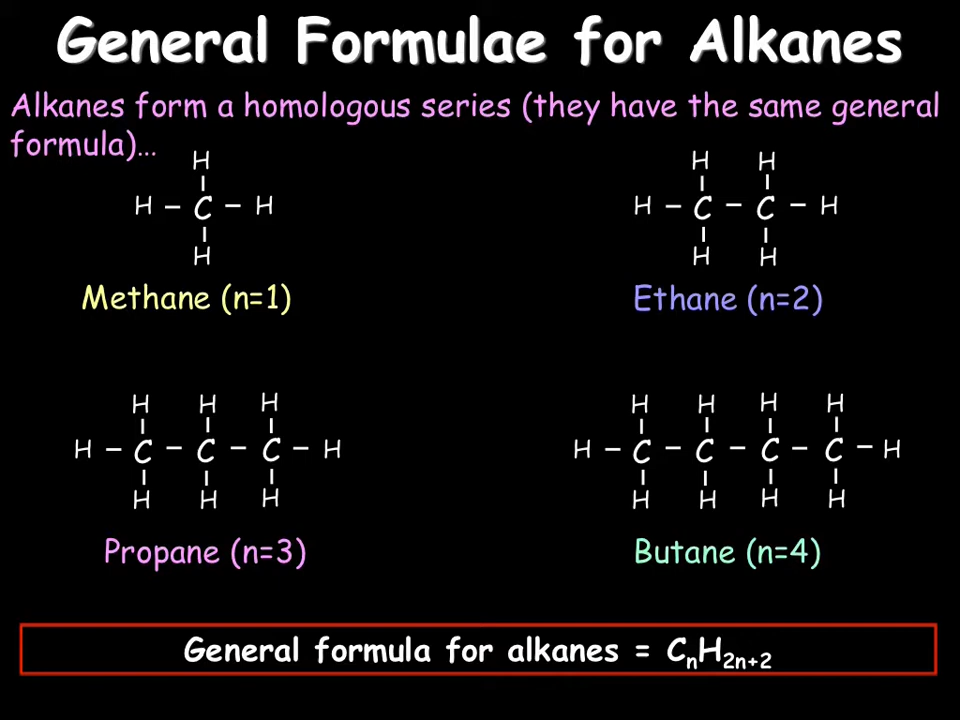 General Formulae for Alkanes
Alkanes form a homologous series (they have the same general
formula)…
H H H
H – C – H H – C – C – H
H H H
Methane (n=1) Ethane (n=2)
H H H H H H H
H – C – C – C – H H – C – C – C – C – H
H H H H H H H
Propane (n=3) Butane (n=4)
General formula for alkanes = CₙH₂ₙ₊₂